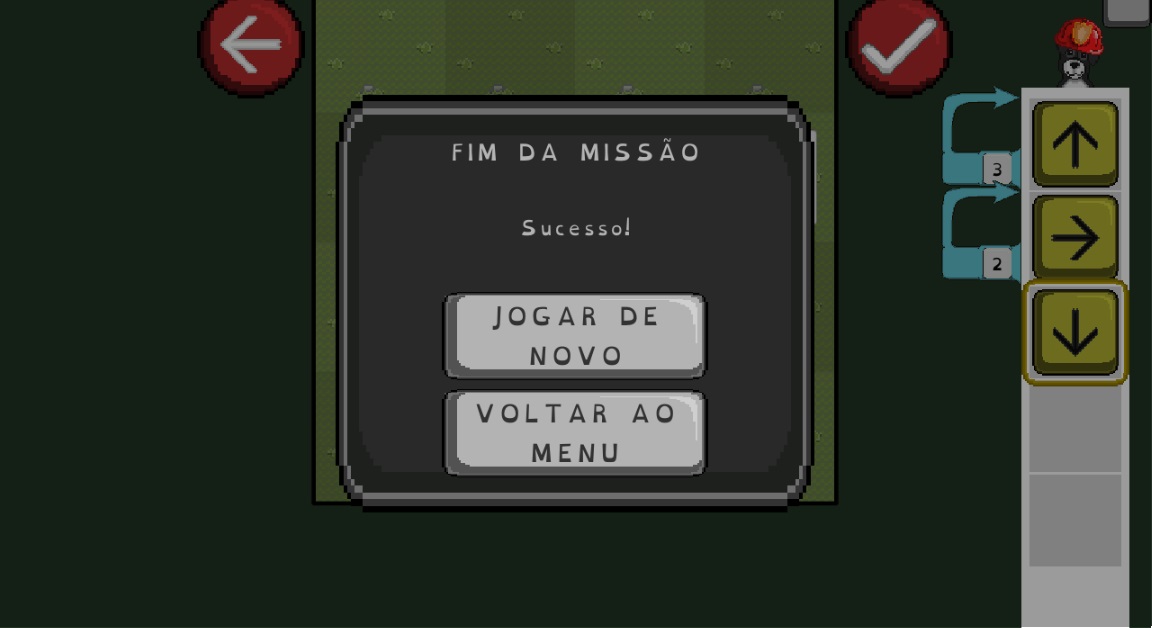 FIM DA MISSÃO
Sucesso!
JOGAR DE
NOVO
VOLTAR AO
MENU
3
2